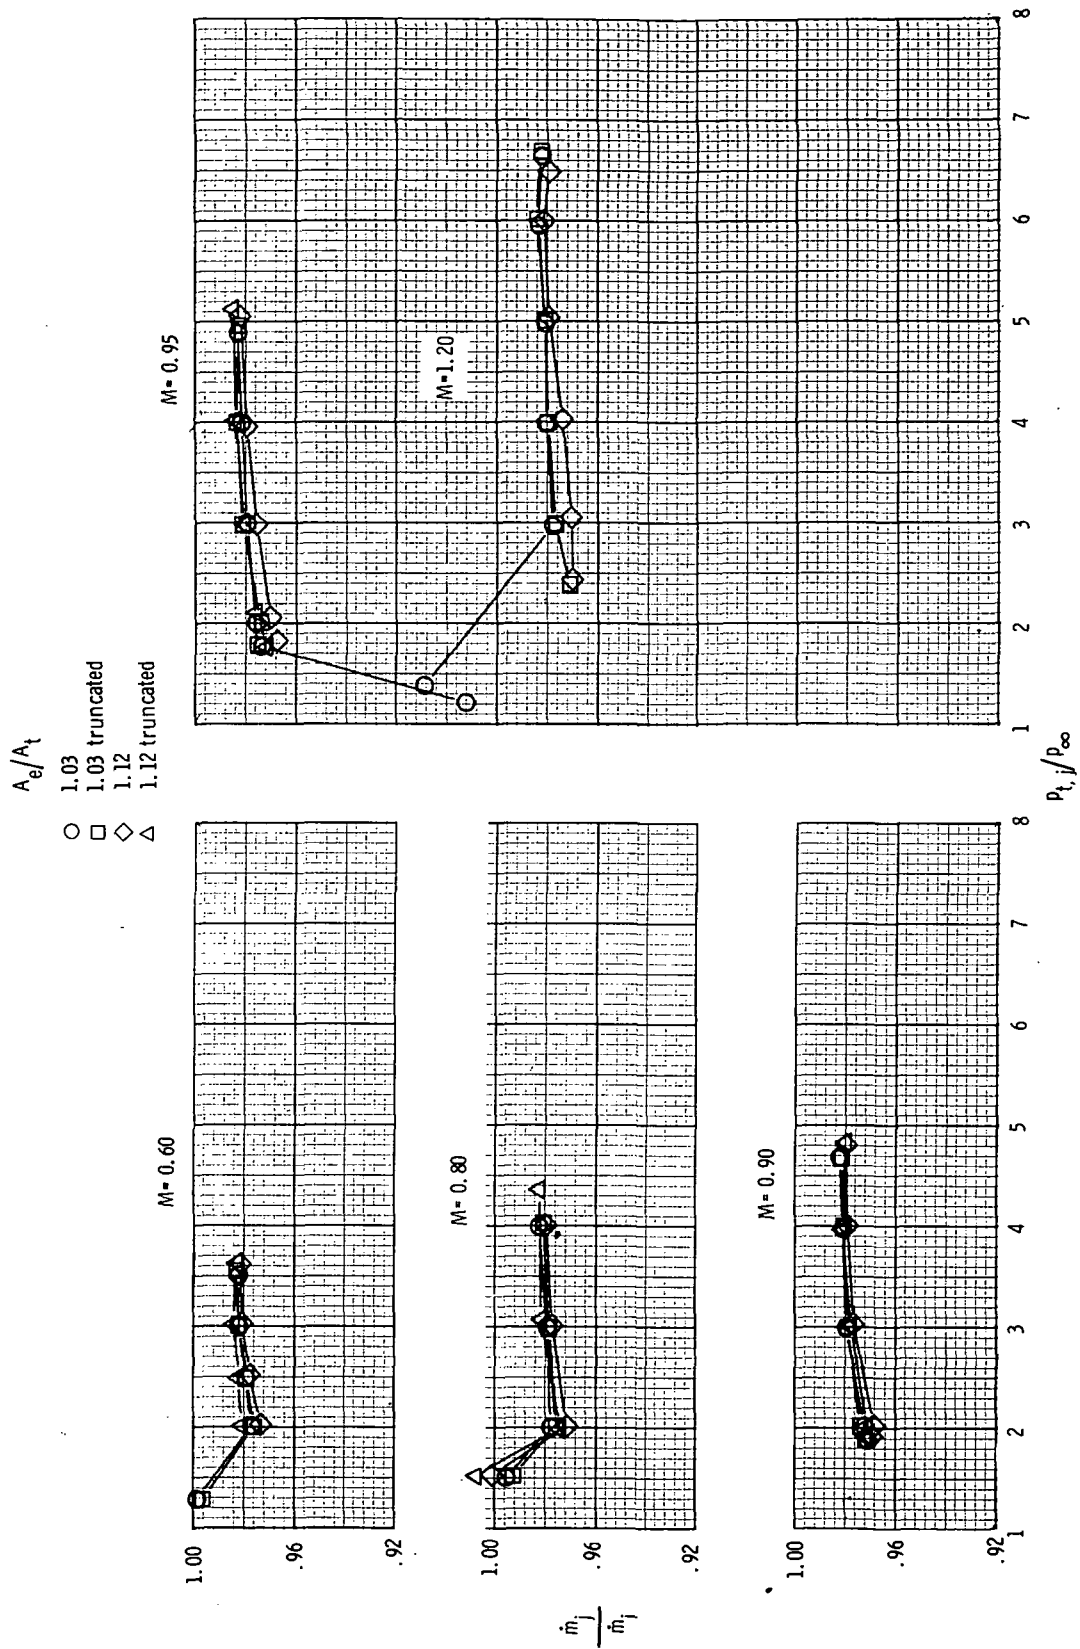 A_e/A_t
○ 1.03
□ 1.03 truncated
◇ 1.12
△ 1.12 truncated
M= 0.60
1.00
.96
.92
M= 0.80
1.00
.96
.92
M= 0.90
1.00
.96
.92
1 2 3 4 5 6 7 8
ṁ_j
ṁ_j
M= 0.95
M=1.20
1 2 3 4 5 6 7 8
p_t,j/p_∞